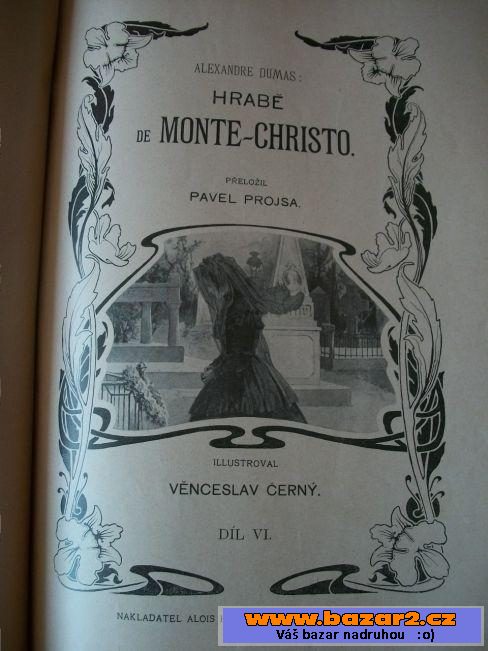 ALEXANDRE DUMAS:
HRABĚ
DE MONTE-CHRISTO.
PŘELOŽIL
PAVEL PROJSA.
ILLUSTROVAL
VĚNCESLAV ČERNÝ.
DÍL VI.
NAKLADATEL ALOIS
www.bazar2.cz
Váš bazar nadruhou :o)